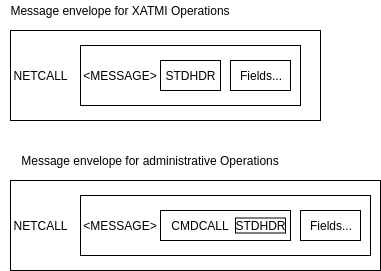 Message envelope for XATMI Operations
NETCALL <MESSAGE> STDHDR Fields...
Message envelope for administrative Operations
NETCALL <MESSAGE> CMDCALL STDHDR Fields...